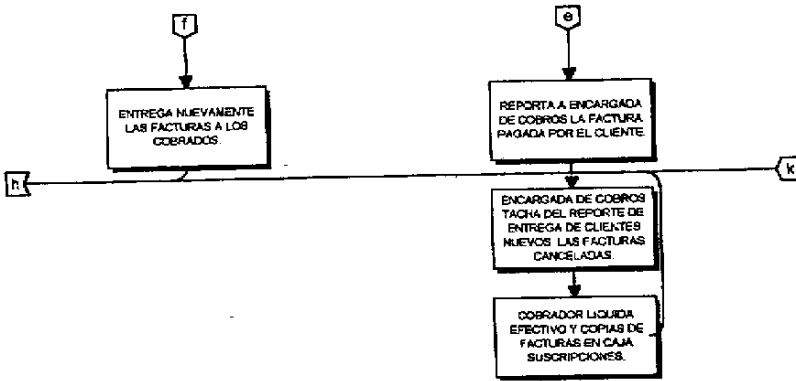 f
e
ENTREGA NUEVAMENTE
LAS FACTURAS A LOS
COBRADOS.
REPORTA A ENCARGADA
DE COBROS LA FACTURA
PAGADA POR EL CLIENTE.
h
k
ENCARGADA DE COBROS
TACHA DEL REPORTE DE
ENTREGA DE CLIENTES
NUEVOS LAS FACTURAS
CANCELADAS.
COBRADOR LIQUIDA
EFECTIVO Y COPIAS DE
FACTURAS EN CAJA
SUSCRIPCIONES.